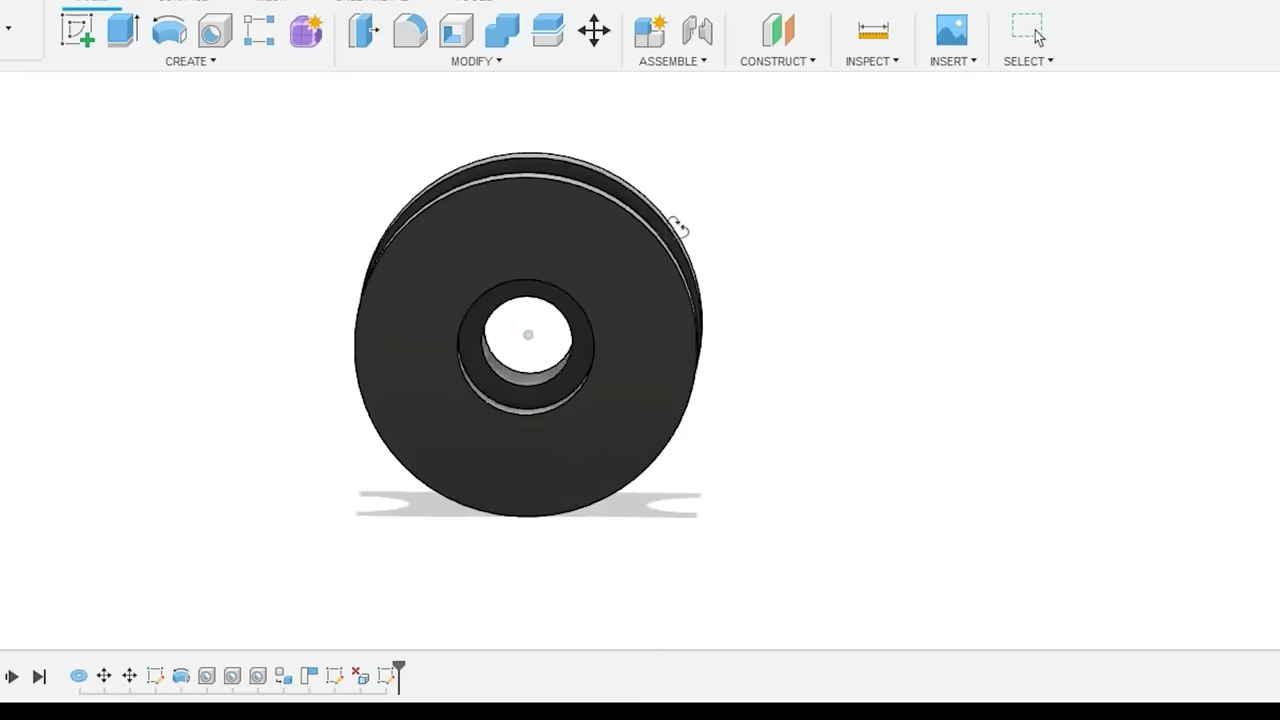 CREATE
MODIFY
ASSEMBLE
CONSTRUCT
INSPECT
INSERT
SELECT